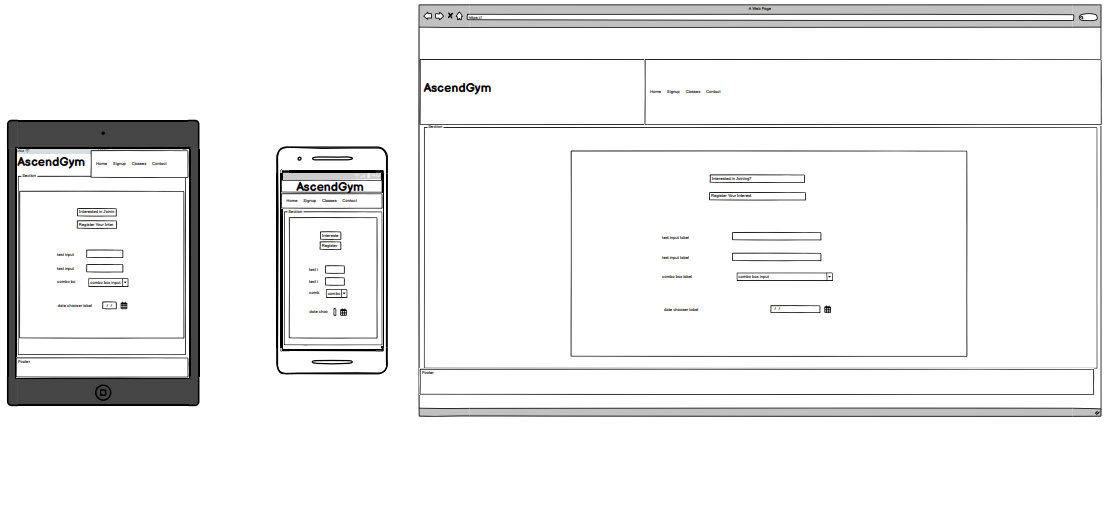 AscendGym
Home Signup Classes Contact
Section
Interested in Joinin
Register Your Inter
text input
text input
combo bo
combo box input
date chooser label
/ /
Footer
AscendGym
Home Signup Classes Contact
Section
Intereste
Register
text i
text i
comb
combo
date choo
A Web Page
https://
AscendGym
Home Signup Classes Contact
Section
Interested in Joining?
Register Your Interest
text input label
text input label
combo box label
combo box input
date chooser label
/ /
Footer